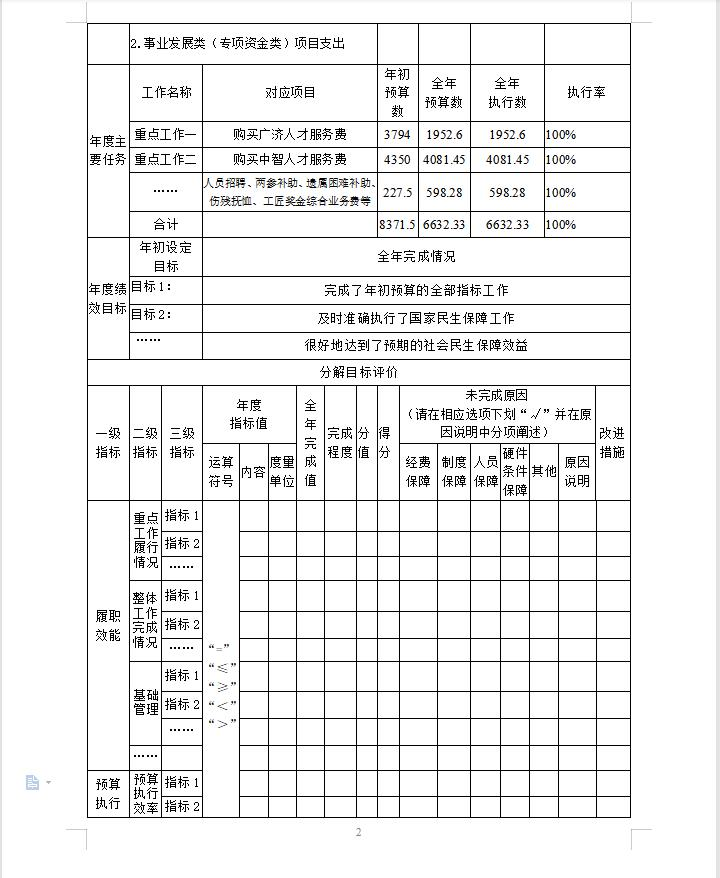 2.事业发展类（专项资金类）项目支出
年度主要任务
工作名称
对应项目
年初预算数
全年预算数
全年执行数
执行率
重点工作一 购买广济人才服务费 3794 1952.6 1952.6 100%
重点工作二 购买中智人才服务费 4350 4081.45 4081.45 100%
…… 人员招聘、两参补助、遗属困难补助、
伤残抚恤、工匠奖金综合业务费等 227.5 598.28 598.28 100%
合计 8371.5 6632.33 6632.33 100%
年度绩效目标
年初设定目标
全年完成情况
目标1： 完成了年初预算的全部指标工作
目标2： 及时准确执行了国家民生保障工作
…… 很好地达到了预期的社会民生保障效益
分解目标评价
一级指标
二级指标
三级指标
年度指标值
运算符号
内容
度量单位
全年完成值
完成程度
分值
得分
未完成原因
（请在相应选项下划“√”并在原
因说明中分项阐述）
经费保障
制度保障
人员保障
硬件条件保障
其他
原因说明
改进措施
履职效能
重点工作履行情况
指标1
指标2
……
整体工作完成情况
指标1
指标2
……
基础管理
指标1
指标2
……
……
“=”
“≤”
“≥”
“＜”
“＞”
预算执行
预算执行效率
指标1
指标2
2